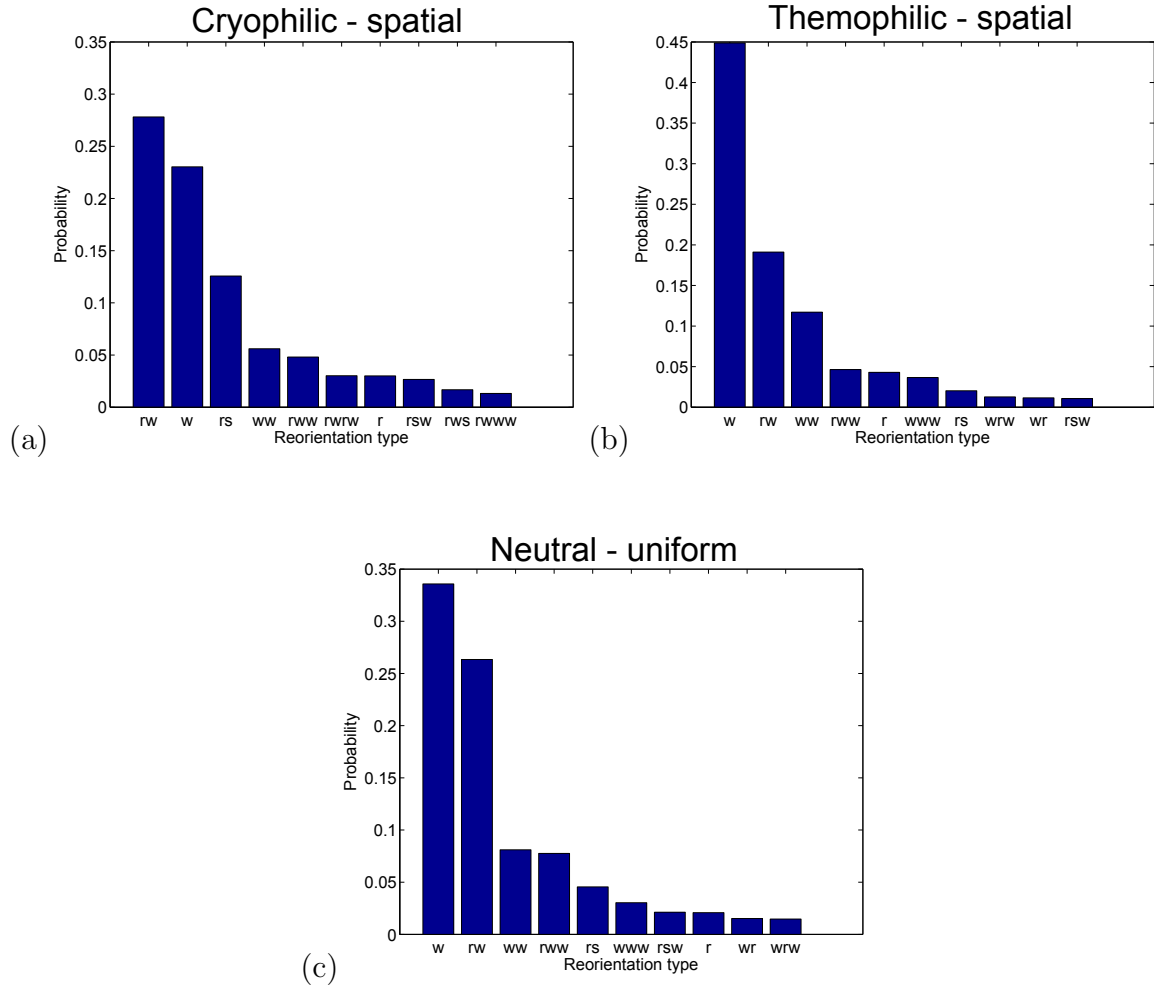 Cryophilic - spatial
0.35
0.3
0.25
0.2
0.15
0.1
0.05
0
Probability
rw w rs ww rww rwrw r rsw rws rwww
Reorientation type
(a)
Themophilic - spatial
0.45
0.4
0.35
0.3
0.25
0.2
0.15
0.1
0.05
0
Probability
w rw ww rww r www rs wrw wr rsw
Reorientation type
(b)
Neutral - uniform
0.35
0.3
0.25
0.2
0.15
0.1
0.05
0
Probability
w rw ww rww rs www rsw r wr wrw
Reorientation type
(c)